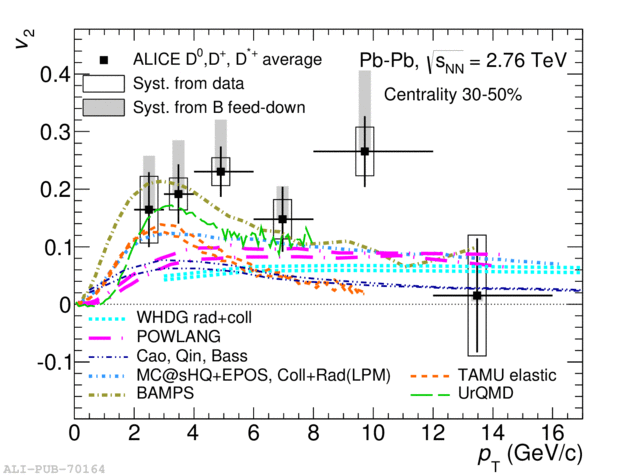 v₂
ALICE D⁰,D⁺, D*⁺ average
Syst. from data
Syst. from B feed-down
Pb-Pb, √sNN = 2.76 TeV
Centrality 30-50%
0.4
0.3
0.2
0.1
0
-0.1
WHDG rad+coll
POWLANG
Cao, Qin, Bass
MC@sHQ+EPOS, Coll+Rad(LPM)
BAMPS
TAMU elastic
UrQMD
0 2 4 6 8 10 12 14 16
pT (GeV/c)
ALI-PUB-70164